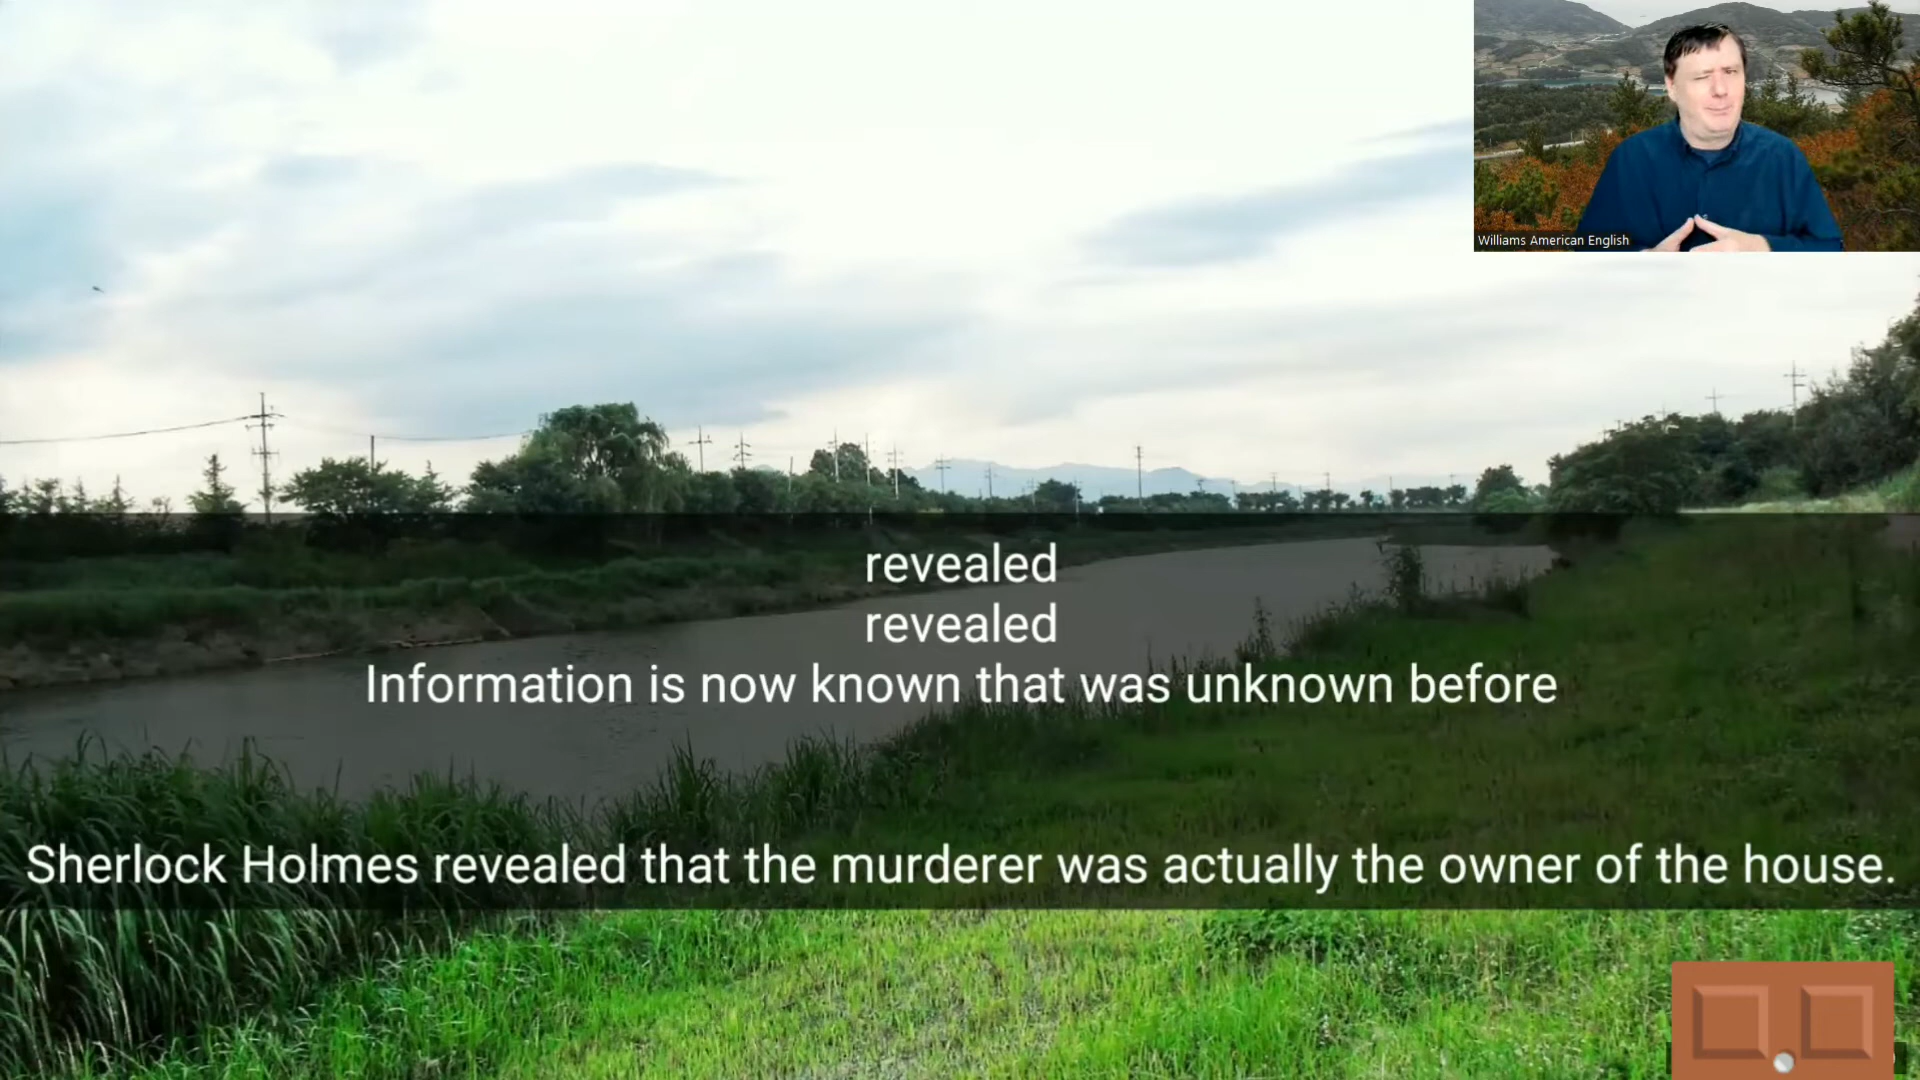 Williams American English
revealed
revealed
Information is now known that was unknown before
Sherlock Holmes revealed that the murderer was actually the owner of the house.